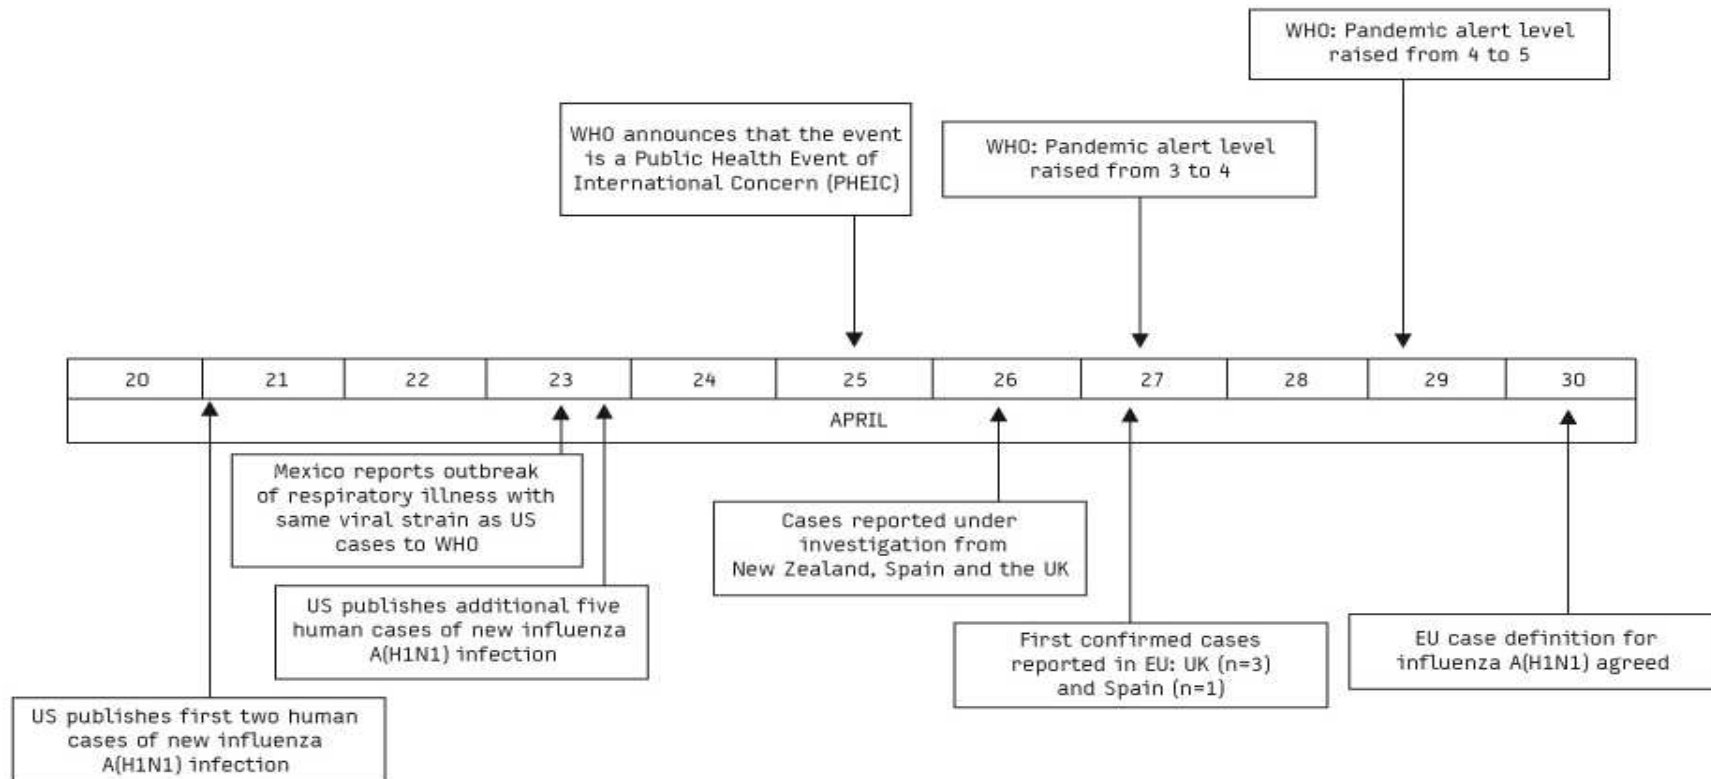 WHO: Pandemic alert level
raised from 4 to 5
WHO announces that the event
is a Public Health Event of
International Concern (PHEIC)
WHO: Pandemic alert level
raised from 3 to 4
20 21 22 23 24 25 26 27 28 29 30
APRIL
Mexico reports outbreak
of respiratory illness with
same viral strain as US
cases to WHO
Cases reported under
investigation from
New Zealand, Spain and the UK
US publishes additional five
human cases of new influenza
A(H1N1) infection
First confirmed cases
reported in EU: UK (n=3)
and Spain (n=1)
EU case definition for
influenza A(H1N1) agreed
US publishes first two human
cases of new influenza
A(H1N1) infection